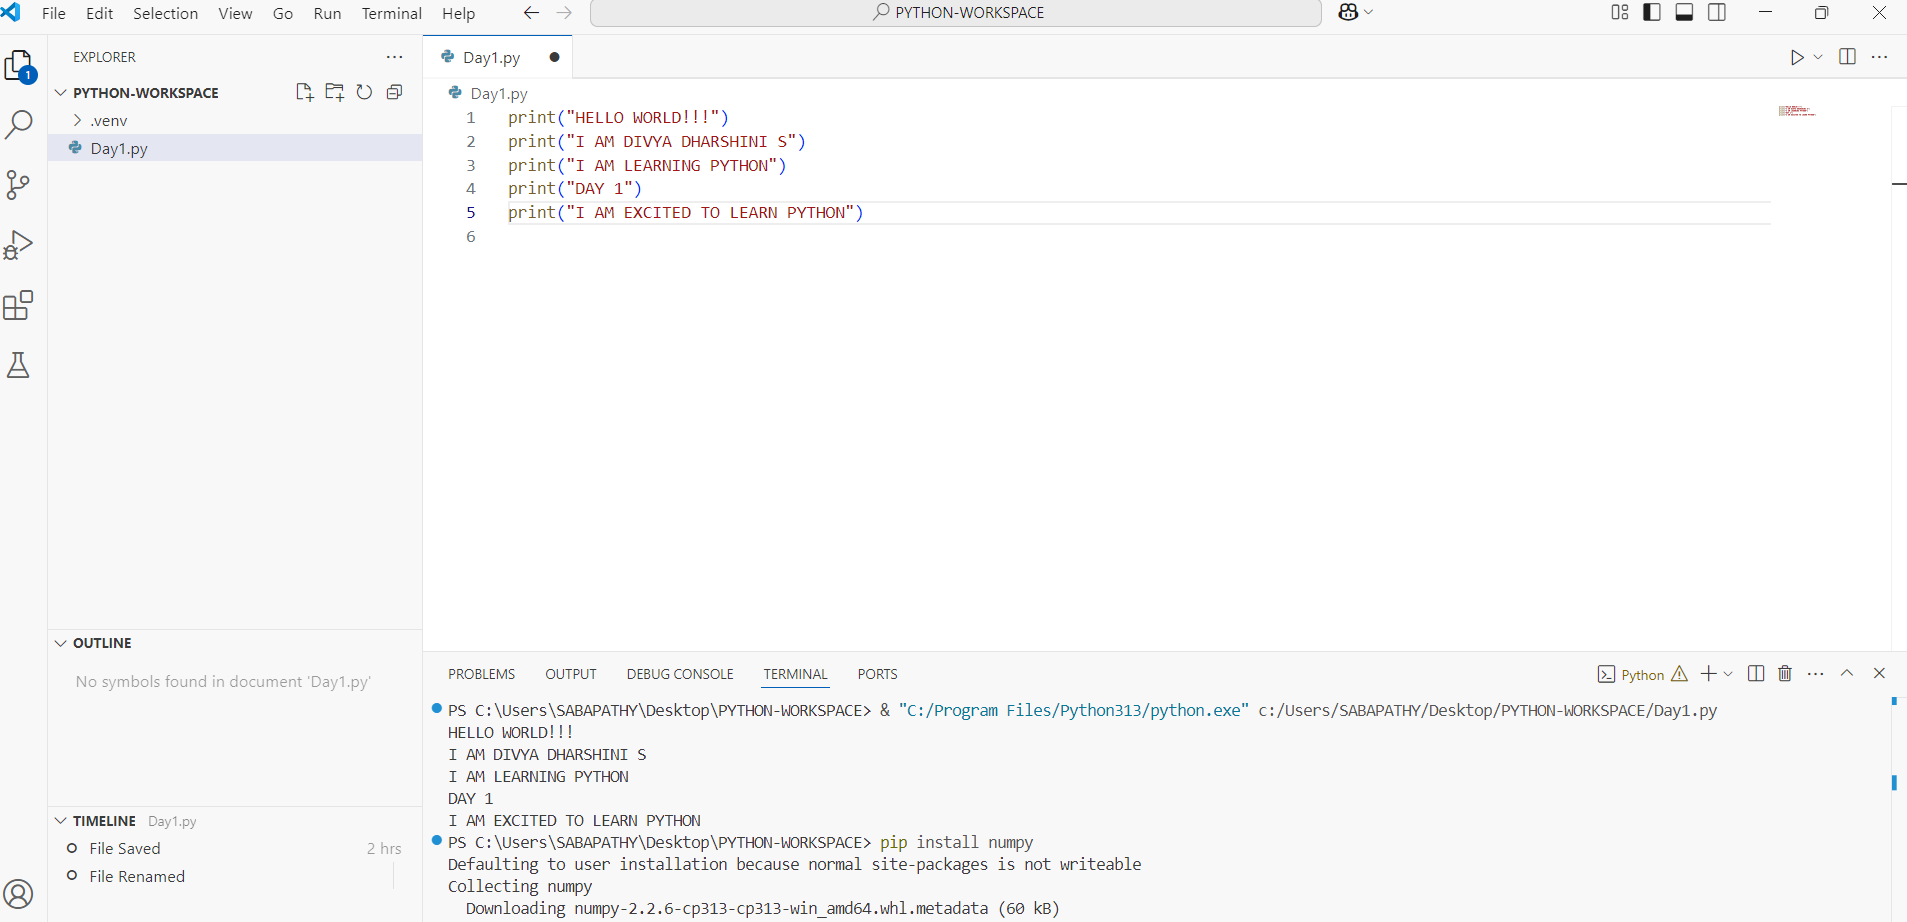 File Edit Selection View Go Run Terminal Help
PYTHON-WORKSPACE
EXPLORER
1
PYTHON-WORKSPACE
.venv
Day1.py
OUTLINE
No symbols found in document 'Day1.py'
TIMELINE Day1.py
File Saved 2 hrs
File Renamed
Day1.py
Day1.py
1 print("HELLO WORLD!!!")
2 print("I AM DIVYA DHARSHINI S")
3 print("I AM LEARNING PYTHON")
4 print("DAY 1")
5 print("I AM EXCITED TO LEARN PYTHON")
6
PROBLEMS OUTPUT DEBUG CONSOLE TERMINAL PORTS
Python
PS C:\Users\SABAPATHY\Desktop\PYTHON-WORKSPACE> & "C:/Program Files/Python313/python.exe" c:/Users/SABAPATHY/Desktop/PYTHON-WORKSPACE/Day1.py
HELLO WORLD!!!
I AM DIVYA DHARSHINI S
I AM LEARNING PYTHON
DAY 1
I AM EXCITED TO LEARN PYTHON
PS C:\Users\SABAPATHY\Desktop\PYTHON-WORKSPACE> pip install numpy
Defaulting to user installation because normal site-packages is not writeable
Collecting numpy
Downloading numpy-2.2.6-cp313-cp313-win_amd64.whl.metadata (60 kB)